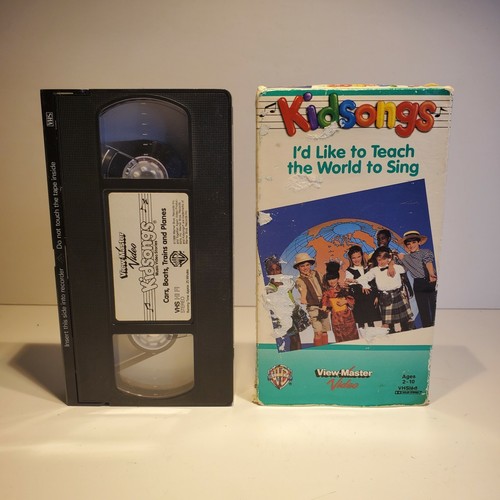 VHS
Do not touch the tape inside
Insert this side into recorder
View-Master
Video
Kidsongs
Cars, Boats, Trains and Planes
VHS
STEREO
Kidsongs
I'd Like to Teach
the World to Sing
View-Master
Video
Ages
2-10